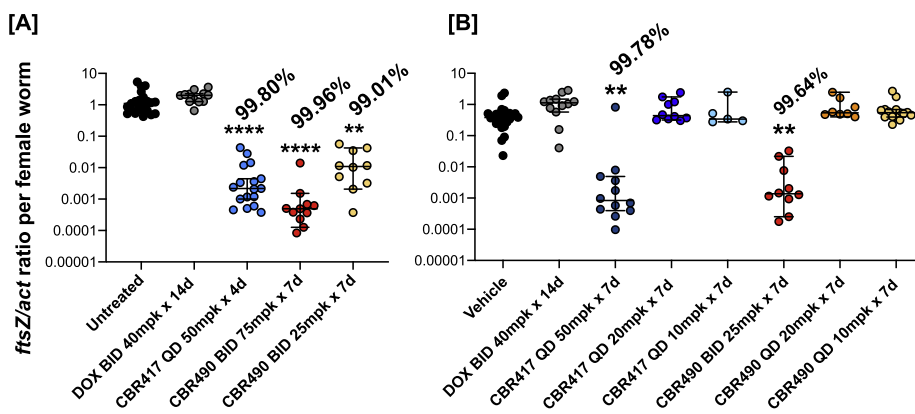 [A]
[B]
ftsZ/act ratio per female worm
10
1
0.1
0.01
0.001
0.0001
0.00001
99.80%
****
99.96%
****
99.01%
**
Untreated
DOX BID 40mpk x 14d
CBR417 QD 50mpk x 4d
CBR490 BID 75mpk x 7d
CBR490 BID 25mpk x 7d
10
1
0.1
0.01
0.001
0.0001
0.00001
99.78%
**
99.64%
**
Vehicle
DOX BID 40mpk x 14d
CBR417 QD 50mpk x 7d
CBR417 QD 20mpk x 7d
CBR417 QD 10mpk x 7d
CBR490 BID 25mpk x 7d
CBR490 QD 20mpk x 7d
CBR490 QD 10mpk x 7d